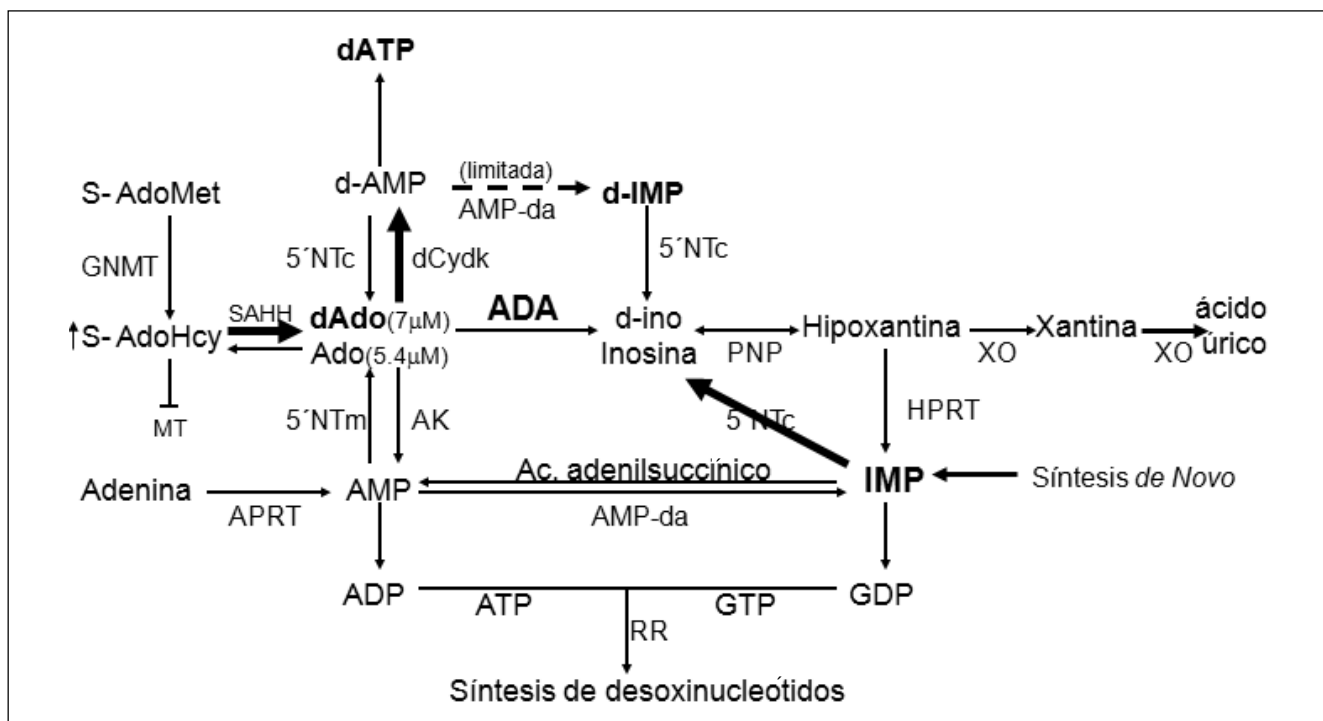 dATP
(limitada)
S- AdoMet
d-AMP
d-IMP
AMP-da
GNMT
5´NTc
dCydk
5´NTc
SAHH
ADA
↑S- AdoHcy
dAdo(7µM)
d-ino
Hipoxantina
Xantina
ácido
úrico
Ado(5.4µM)
Inosina
PNP
XO
XO
MT
5´NTm
AK
5´NTc
HPRT
Ac. adenilsuccínico
Adenina
AMP
IMP
Síntesis de Novo
APRT
AMP-da
ADP
ATP
GTP
GDP
RR
Síntesis de desoxinucleótidos